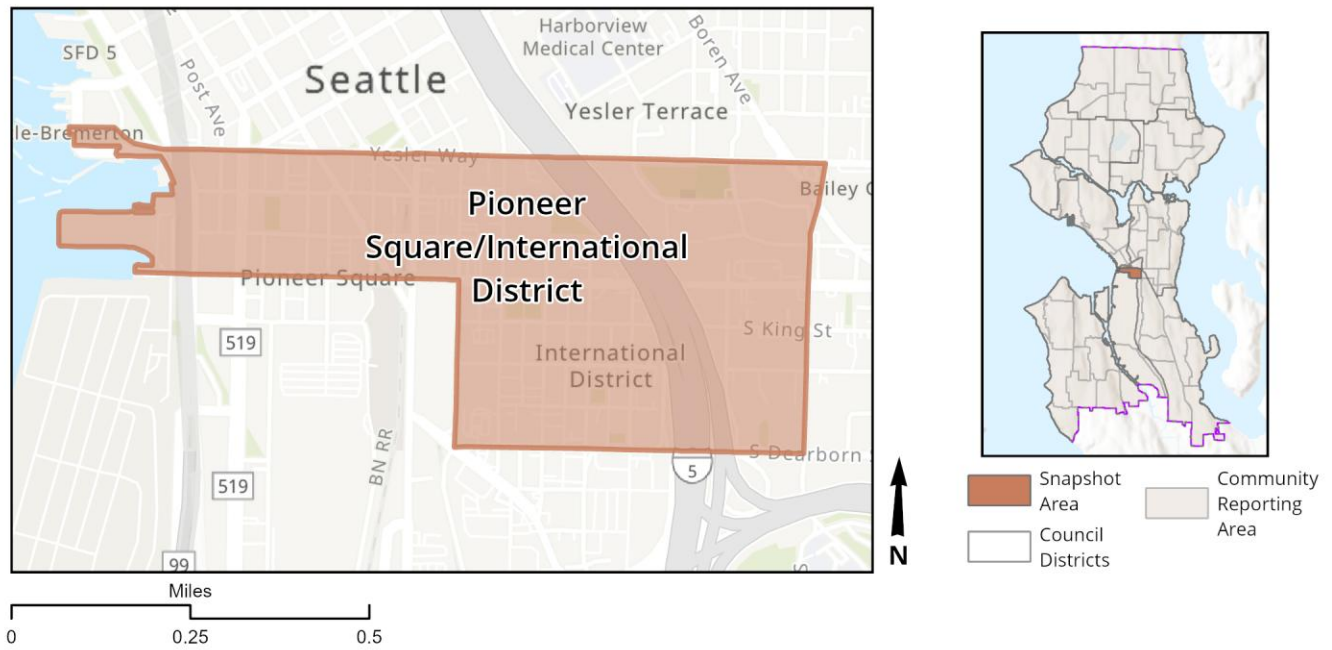 Harborview
Medical Center
Boren Ave
SFD 5
Post Ave
Seattle
Yesler Terrace
le-Bremerton
Yesler Way
Bailey
Pioneer
Square/International
District
Pioneer Square
S King St
519
International
District
BN RR
S Dearborn
519
5
99
N
Miles
0
0.25
0.5
Snapshot
Area
Community
Reporting
Area
Council
Districts